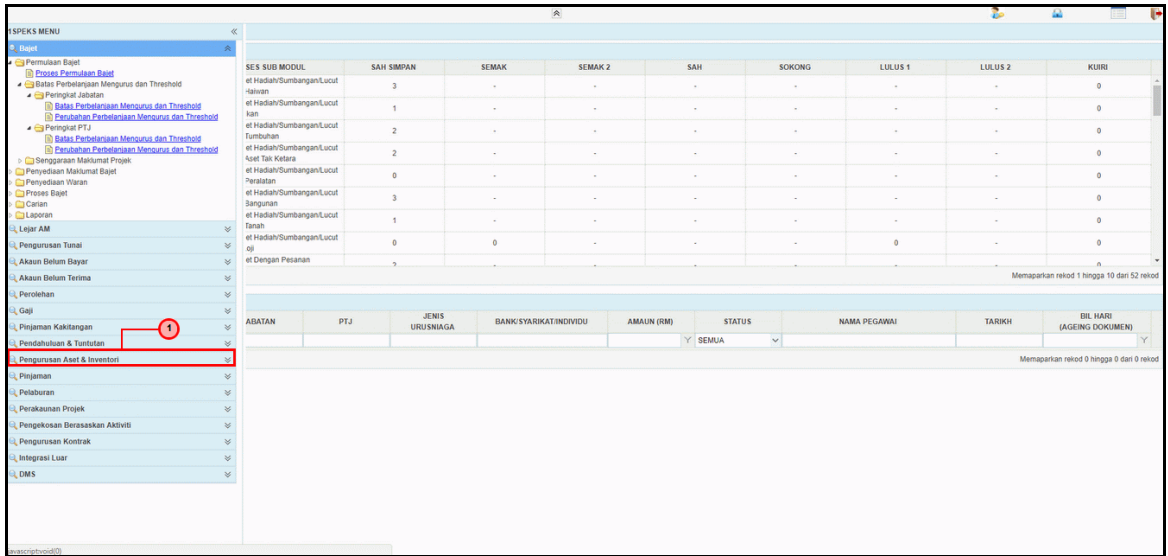 1SPEKS MENU
Bajet
Permulaan Bajet
Proses Permulaan Bajet
Batas Perbelanjaan Mengurus dan Threshold
Peringkat Jabatan
Batas Perbelanjaan Mengurus dan Threshold
Perubahan Perbelanjaan Mengurus dan Threshold
Peringkat PTJ
Batas Perbelanjaan Mengurus dan Threshold
Perubahan Perbelanjaan Mengurus dan Threshold
Senggaraan Maklumat Projek
Penyediaan Maklumat Bajet
Penyediaan Waran
Proses Bajet
Carian
Laporan
Lejar AM
Pengurusan Tunai
Akaun Belum Bayar
Akaun Belum Terima
Perolehan
Gaji
Pinjaman Kakitangan
1
Pendahuluan & Tuntutan
Pengurusan Aset & Inventori
Pinjaman
Pelaburan
Perakaunan Projek
Pengekosan Berasaskan Aktiviti
Pengurusan Kontrak
Integrasi Luar
DMS
SES SUB MODUL SAH SIMPAN SEMAK SEMAK 2 SAH SOKONG LULUS 1 LULUS 2 KUIRI
et Hadiah/Sumbangan/Lucut
Haiwan 3 - - - - - - 0
et Hadiah/Sumbangan/Lucut
kan 1 - - - - - - 0
et Hadiah/Sumbangan/Lucut
Tumbuhan 2 - - - - - - 0
et Hadiah/Sumbangan/Lucut
Aset Tak Ketara 2 - - - - - - 0
et Hadiah/Sumbangan/Lucut
Peralatan 0 - - - - - - 0
et Hadiah/Sumbangan/Lucut
Bangunan 3 - - - - - - 0
et Hadiah/Sumbangan/Lucut
Tanah 1 - - - - - - 0
et Hadiah/Sumbangan/Lucut
oji 0 0 - - - 0 - 0
et Dengan Pesanan
Memaparkan rekod 1 hingga 10 dari 52 rekod
ABATAN PTJ JENIS URUSNIAGA BANK/SYARIKAT/INDIVIDU AMAUN (RM) STATUS NAMA PEGAWAI TARIKH BIL HARI (AGEING DOKUMEN)
SEMUA
Memaparkan rekod 0 hingga 0 dari 0 rekod
avascript:void(0)